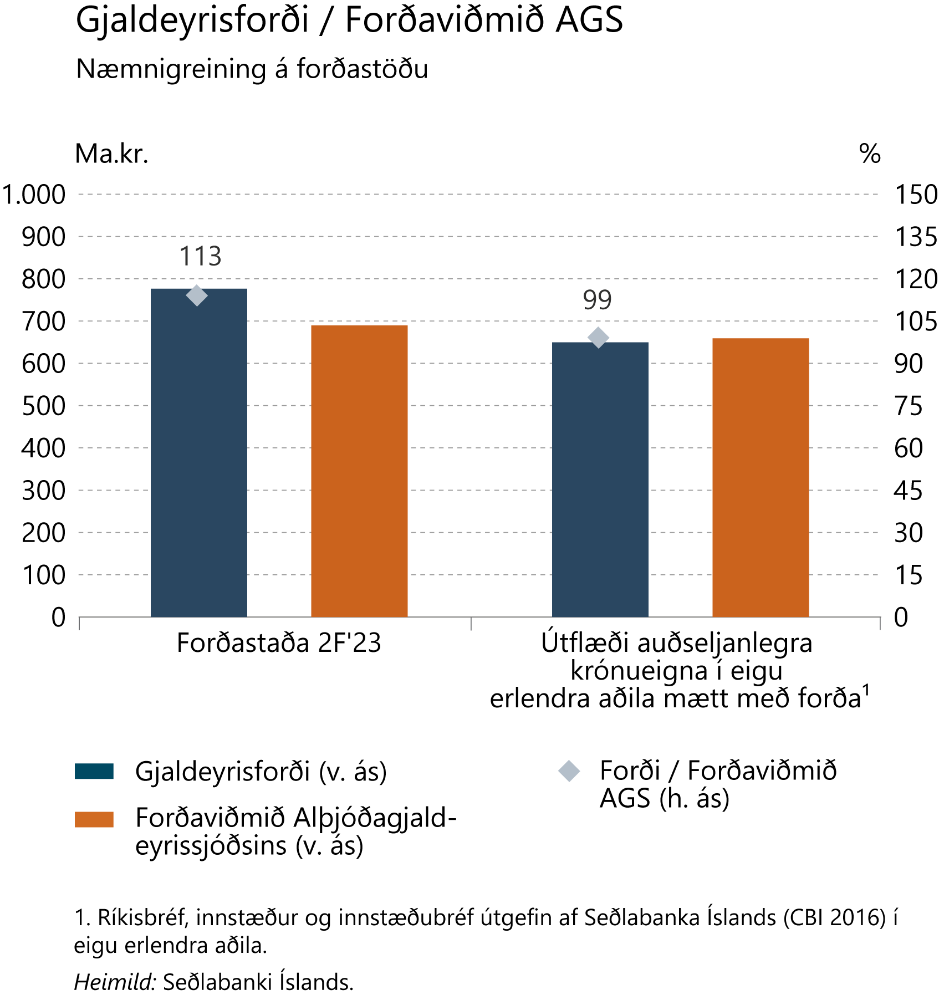 Gjaldeyrisforði / Forðaviðmið AGS
Næmnigreining á forðastöðu
Ma.kr.
%
1.000
900
800
700
600
500
400
300
200
100
0
150
135
120
105
90
75
60
45
30
15
0
113
99
Forðastaða 2F'23
Útflæði auðseljanlegra
krónueigna í eigu
erlendra aðila mætt með forða¹
Gjaldeyrisforði (v. ás)
Forðaviðmið Alþjóðagjald-
eyrissjóðsins (v. ás)
Forði / Forðaviðmið
AGS (h. ás)
1. Ríkisbréf, innstæður og innstæðubréf útgefin af Seðlabanka Íslands (CBI 2016) í
eigu erlendra aðila.
Heimild: Seðlabanki Íslands.